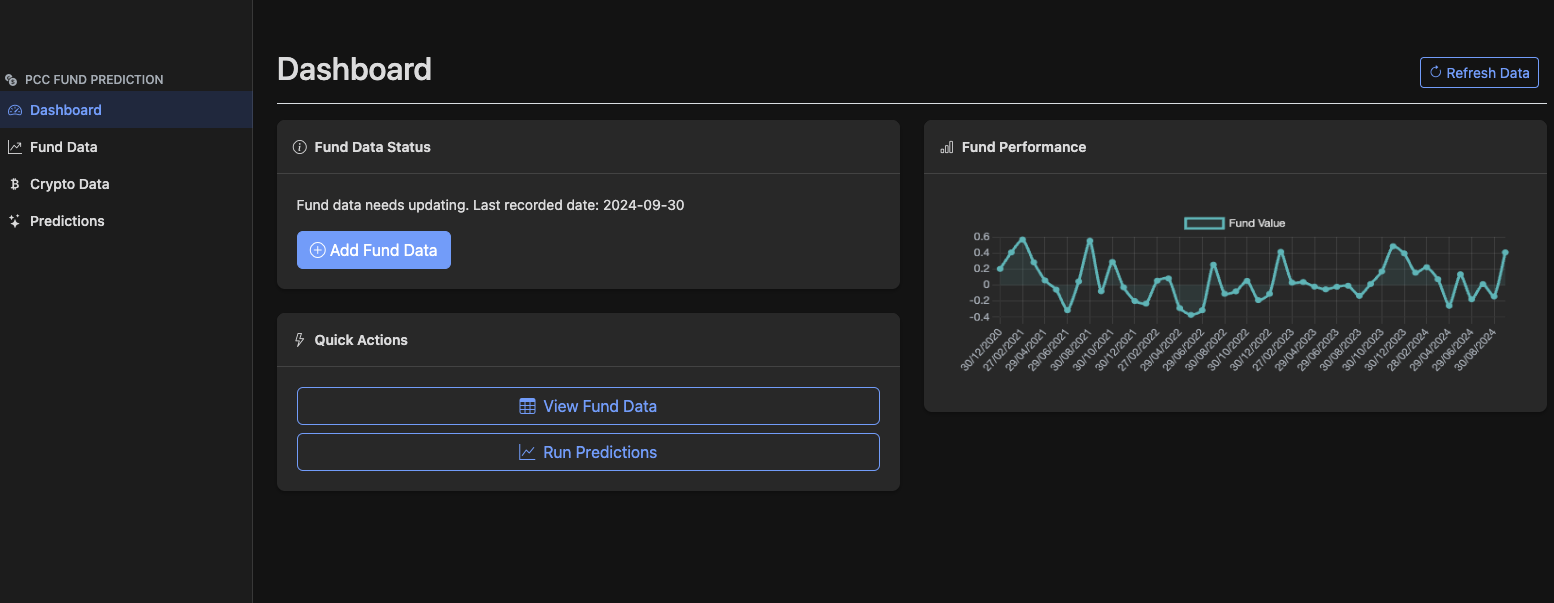 PCC FUND PREDICTION
Dashboard
Fund Data
Crypto Data
Predictions
Dashboard
Refresh Data
Fund Data Status
Fund data needs updating. Last recorded date: 2024-09-30
Add Fund Data
Quick Actions
View Fund Data
Run Predictions
Fund Performance
Fund Value
0.6
0.4
0.2
0
-0.2
-0.4
30/12/2020
27/02/2021
29/04/2021
29/06/2021
30/08/2021
30/10/2021
30/12/2021
27/02/2022
29/04/2022
29/06/2022
30/08/2022
30/10/2022
30/12/2022
27/02/2023
29/04/2023
29/06/2023
30/08/2023
30/10/2023
30/12/2023
28/02/2024
29/04/2024
29/06/2024
30/08/2024